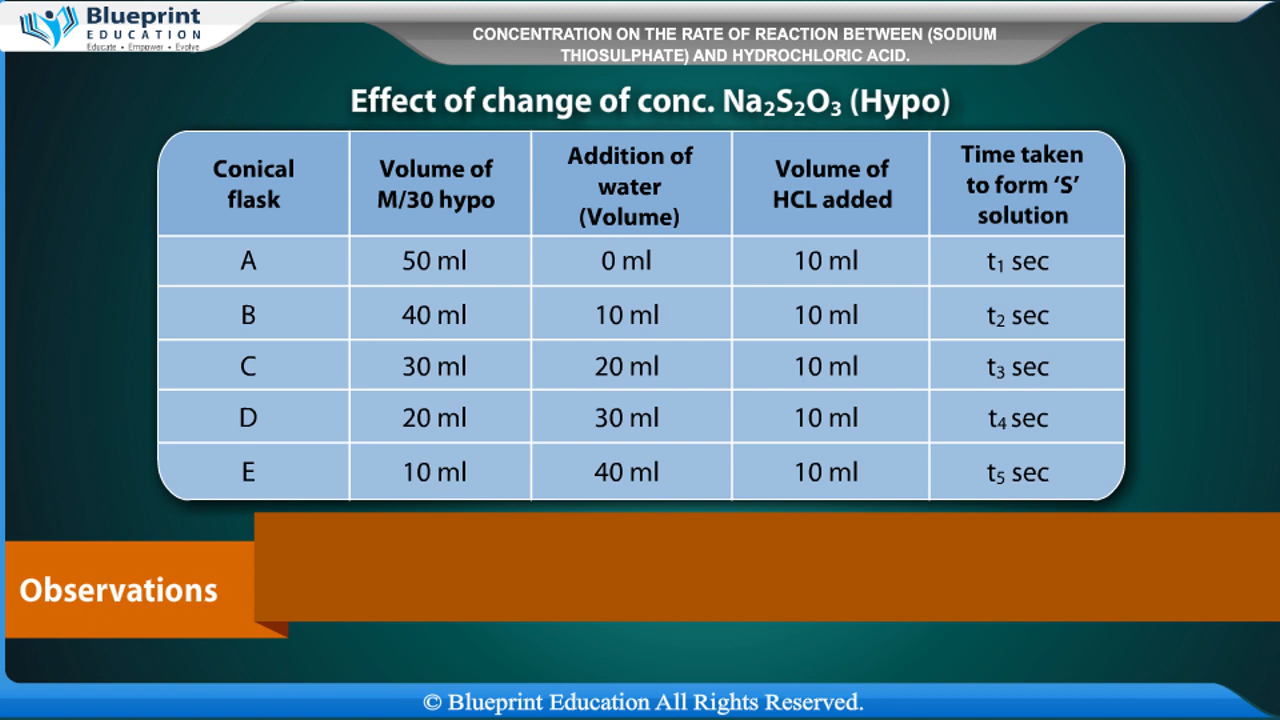 Blueprint
EDUCATION
Educate • Empower • Evolve
CONCENTRATION ON THE RATE OF REACTION BETWEEN (SODIUM
THIOSULPHATE) AND HYDROCHLORIC ACID.
Effect of change of conc. Na₂S₂O₃ (Hypo)
Conical flask | Volume of M/30 hypo | Addition of water (Volume) | Volume of HCL added | Time taken to form ‘S’ solution
A | 50 ml | 0 ml | 10 ml | t₁ sec
B | 40 ml | 10 ml | 10 ml | t₂ sec
C | 30 ml | 20 ml | 10 ml | t₃ sec
D | 20 ml | 30 ml | 10 ml | t₄ sec
E | 10 ml | 40 ml | 10 ml | t₅ sec
Observations
© Blueprint Education All Rights Reserved.